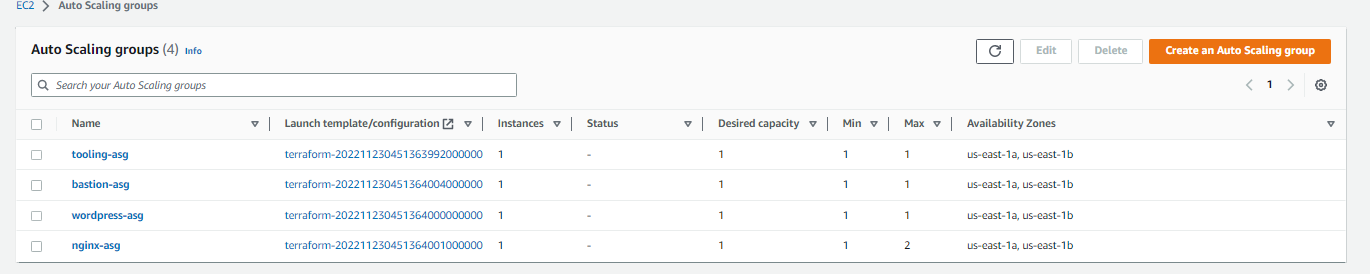 EC2 > Auto Scaling groups
Auto Scaling groups (4) Info
Edit Delete Create an Auto Scaling group
Search your Auto Scaling groups
1
Name Launch template/configuration Instances Status Desired capacity Min Max Availability Zones
tooling-asg terraform-20221123045136399200000000 1 - 1 1 1 us-east-1a, us-east-1b
bastion-asg terraform-20221123045136400400000000 1 - 1 1 1 us-east-1a, us-east-1b
wordpress-asg terraform-20221123045136400000000000 1 - 1 1 1 us-east-1a, us-east-1b
nginx-asg terraform-20221123045136400100000000 1 - 1 1 2 us-east-1a, us-east-1b